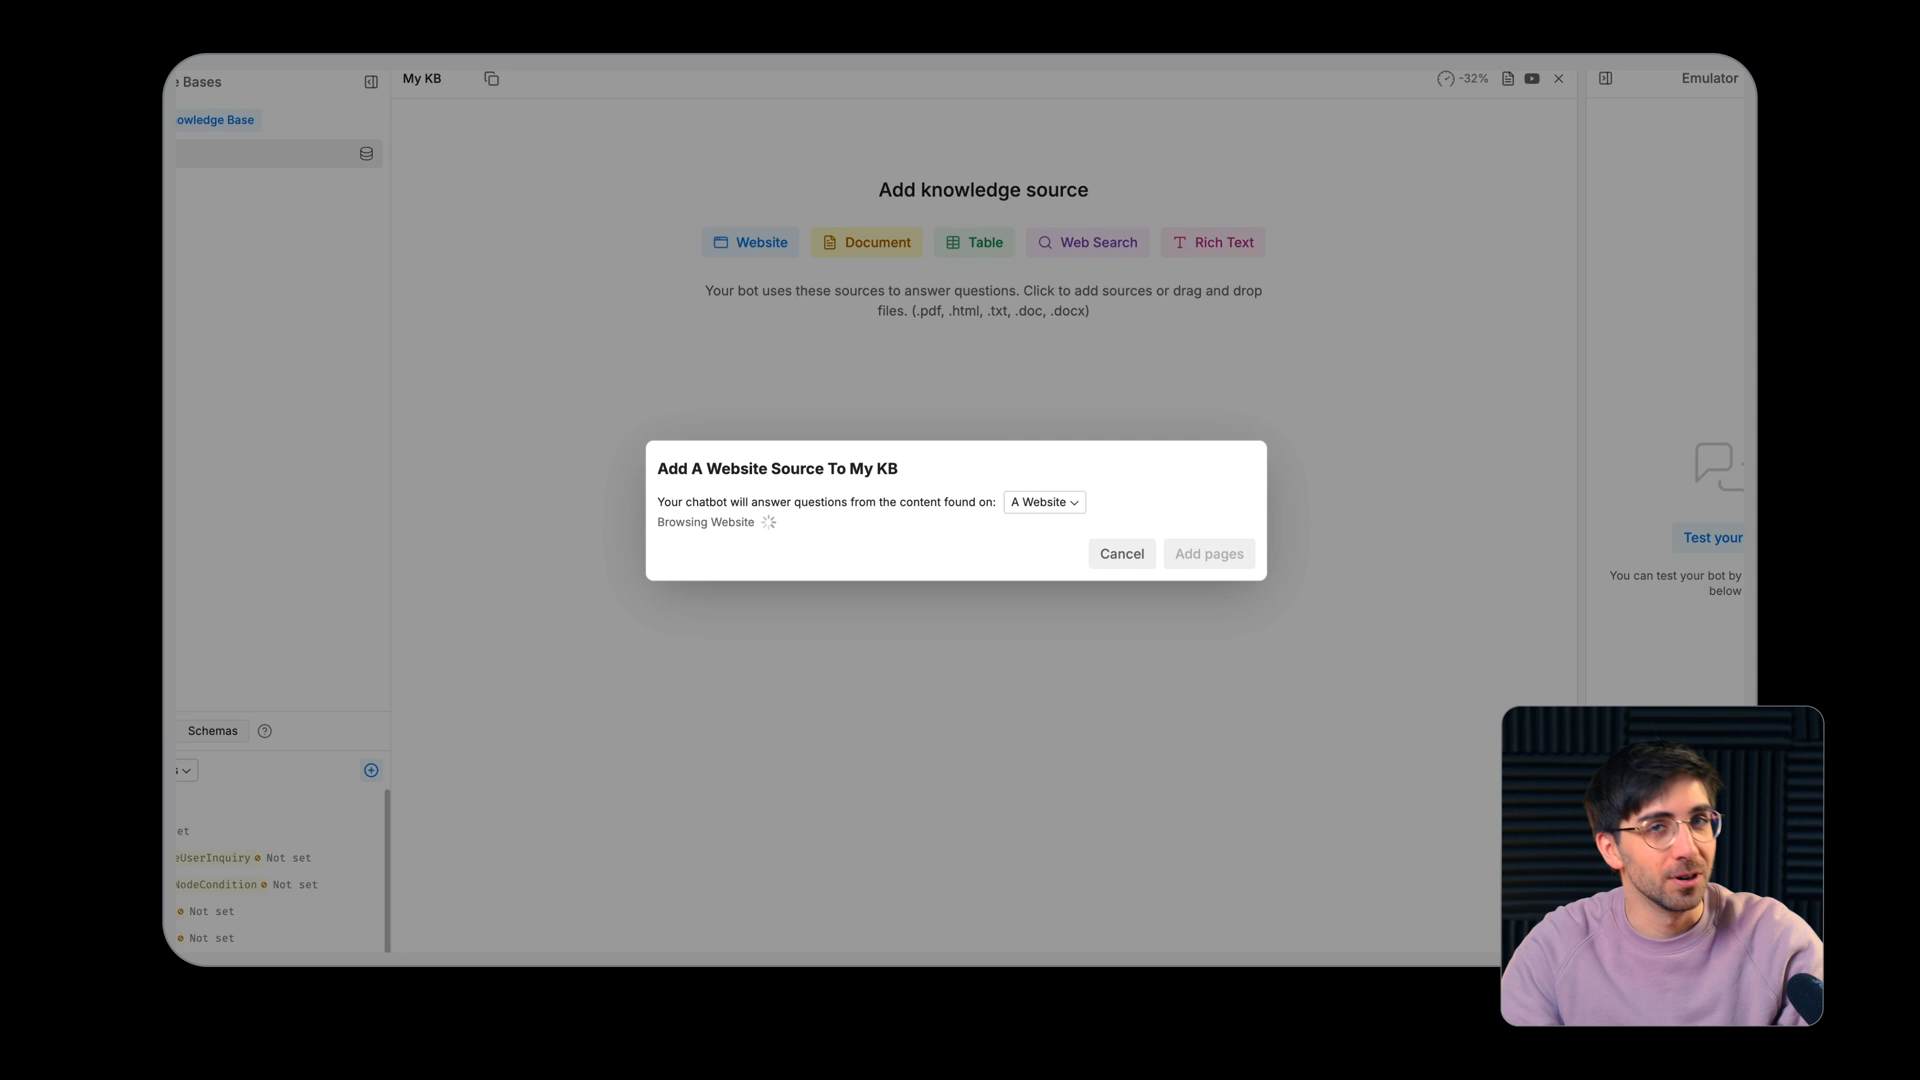 e Bases
My KB
-32%
Emulator
owledge Base
Add knowledge source
Website
Document
Table
Web Search
Rich Text
Your bot uses these sources to answer questions. Click to add sources or drag and drop
files. (.pdf, .html, .txt, .doc, .docx)
Add A Website Source To My KB
Your chatbot will answer questions from the content found on: A Website
Browsing Website
Cancel
Add pages
Test your
You can test your bot by
below
Schemas
s
et
eUserInquiry Not set
NodeCondition Not set
Not set
Not set